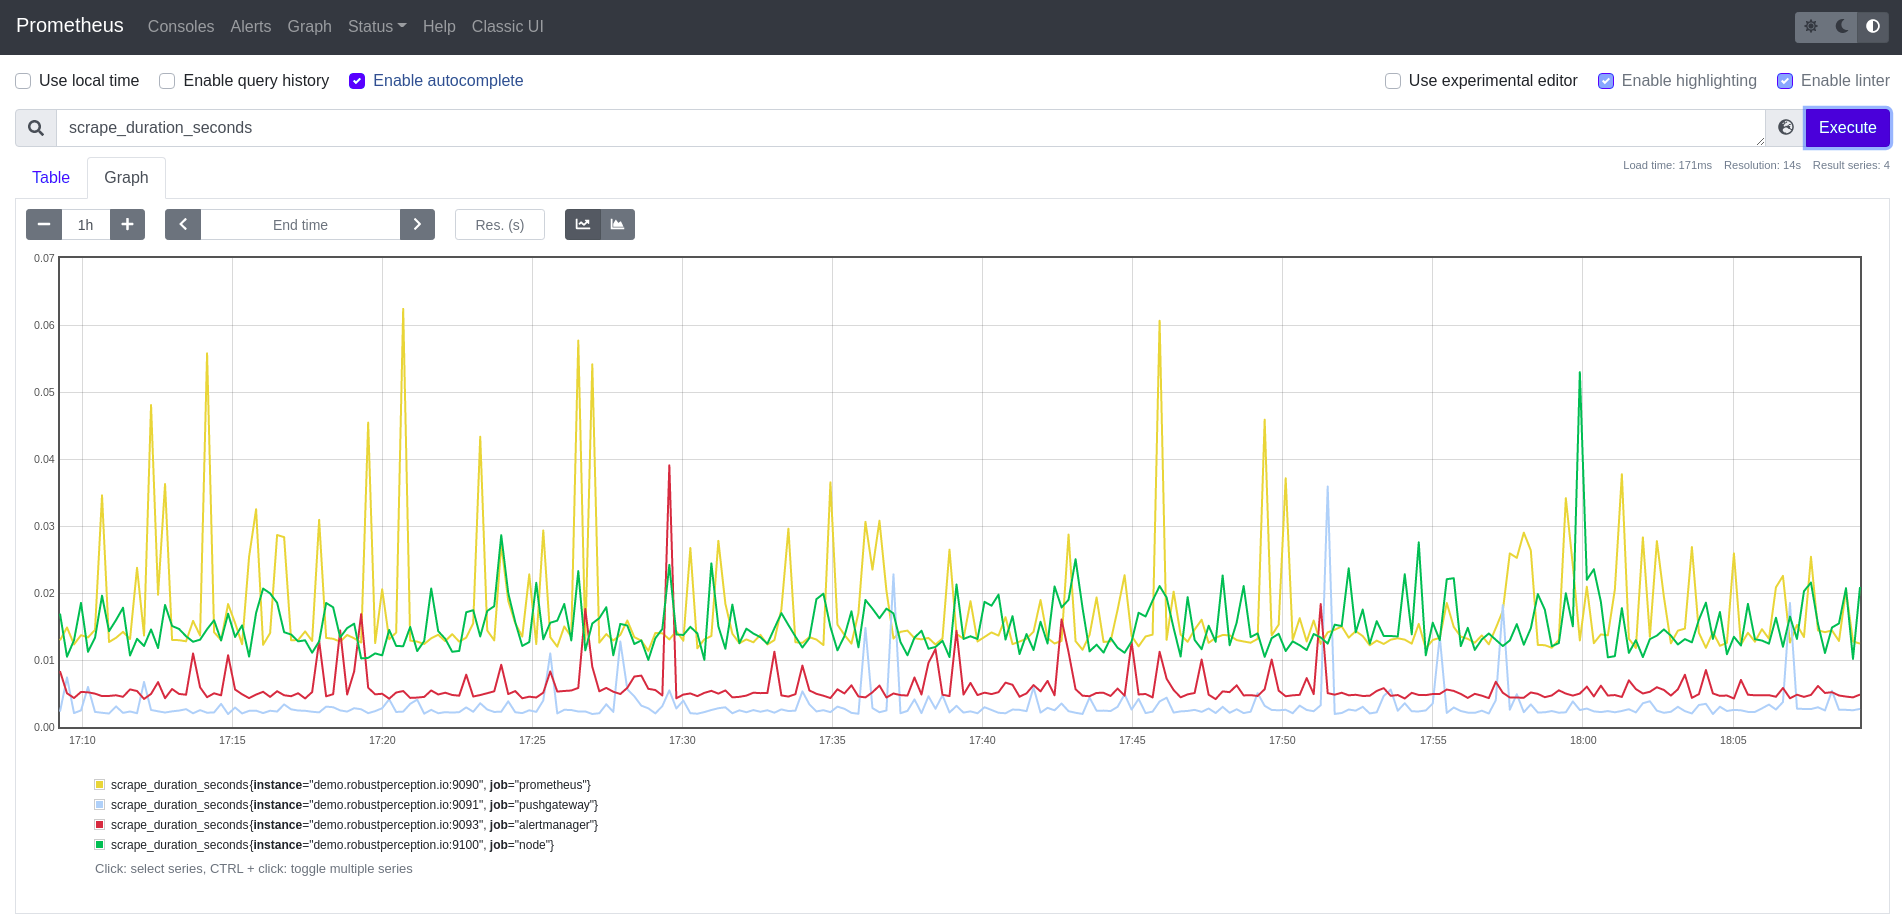 Prometheus Consoles Alerts Graph Status Help Classic UI
Use local time Enable query history Enable autocomplete Use experimental editor Enable highlighting Enable linter
scrape_duration_seconds Execute
Table Graph Load time: 171ms Resolution: 14s Result series: 4
1h End time Res. (s)
0.07
0.06
0.05
0.04
0.03
0.02
0.01
0.00
17:10 17:15 17:20 17:25 17:30 17:35 17:40 17:45 17:50 17:55 18:00 18:05
scrape_duration_seconds{instance="demo.robustperception.io:9090", job="prometheus"}
scrape_duration_seconds{instance="demo.robustperception.io:9091", job="pushgateway"}
scrape_duration_seconds{instance="demo.robustperception.io:9093", job="alertmanager"}
scrape_duration_seconds{instance="demo.robustperception.io:9100", job="node"}
Click: select series, CTRL + click: toggle multiple series